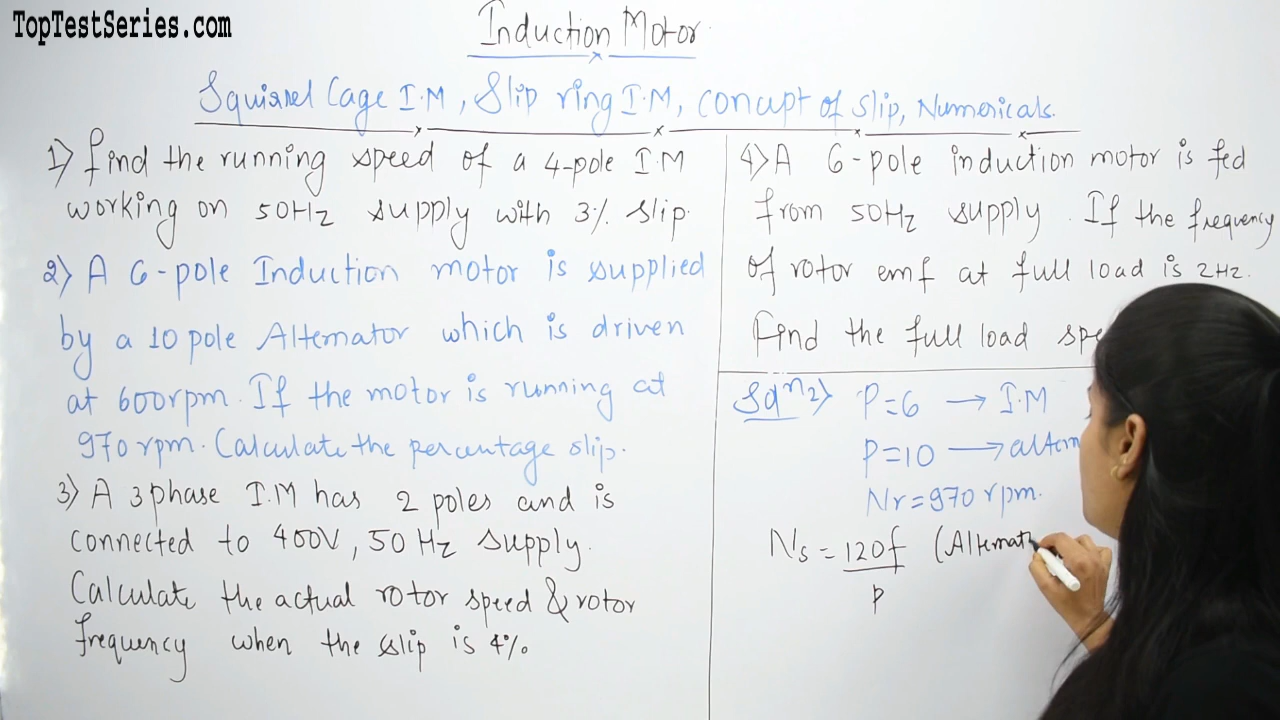 TopTestSeries.com
Induction Motor
Squirrel Cage I.M, Slip ring I.M, concept of slip, Numericals.
1) find the running speed of a 4-pole I.M
working on 50Hz supply with 3% slip.
2) A 6-pole Induction motor is supplied
by a 10 pole Alternator which is driven
at 600rpm. If the motor is running at
970 rpm. Calculate the percentage slip.
3) A 3 phase I.M has 2 poles and is
connected to 400V, 50 Hz supply.
Calculate the actual rotor speed & rotor
frequency when the slip is 4%
4) A 6-pole induction motor is fed
from 50Hz supply. If the frequency
of rotor emf at full load is 2Hz.
Find the full load spe
P=6 → I.M
P=10 → altern
Nr=970 rpm.
Ns = 120f (Alternat
P